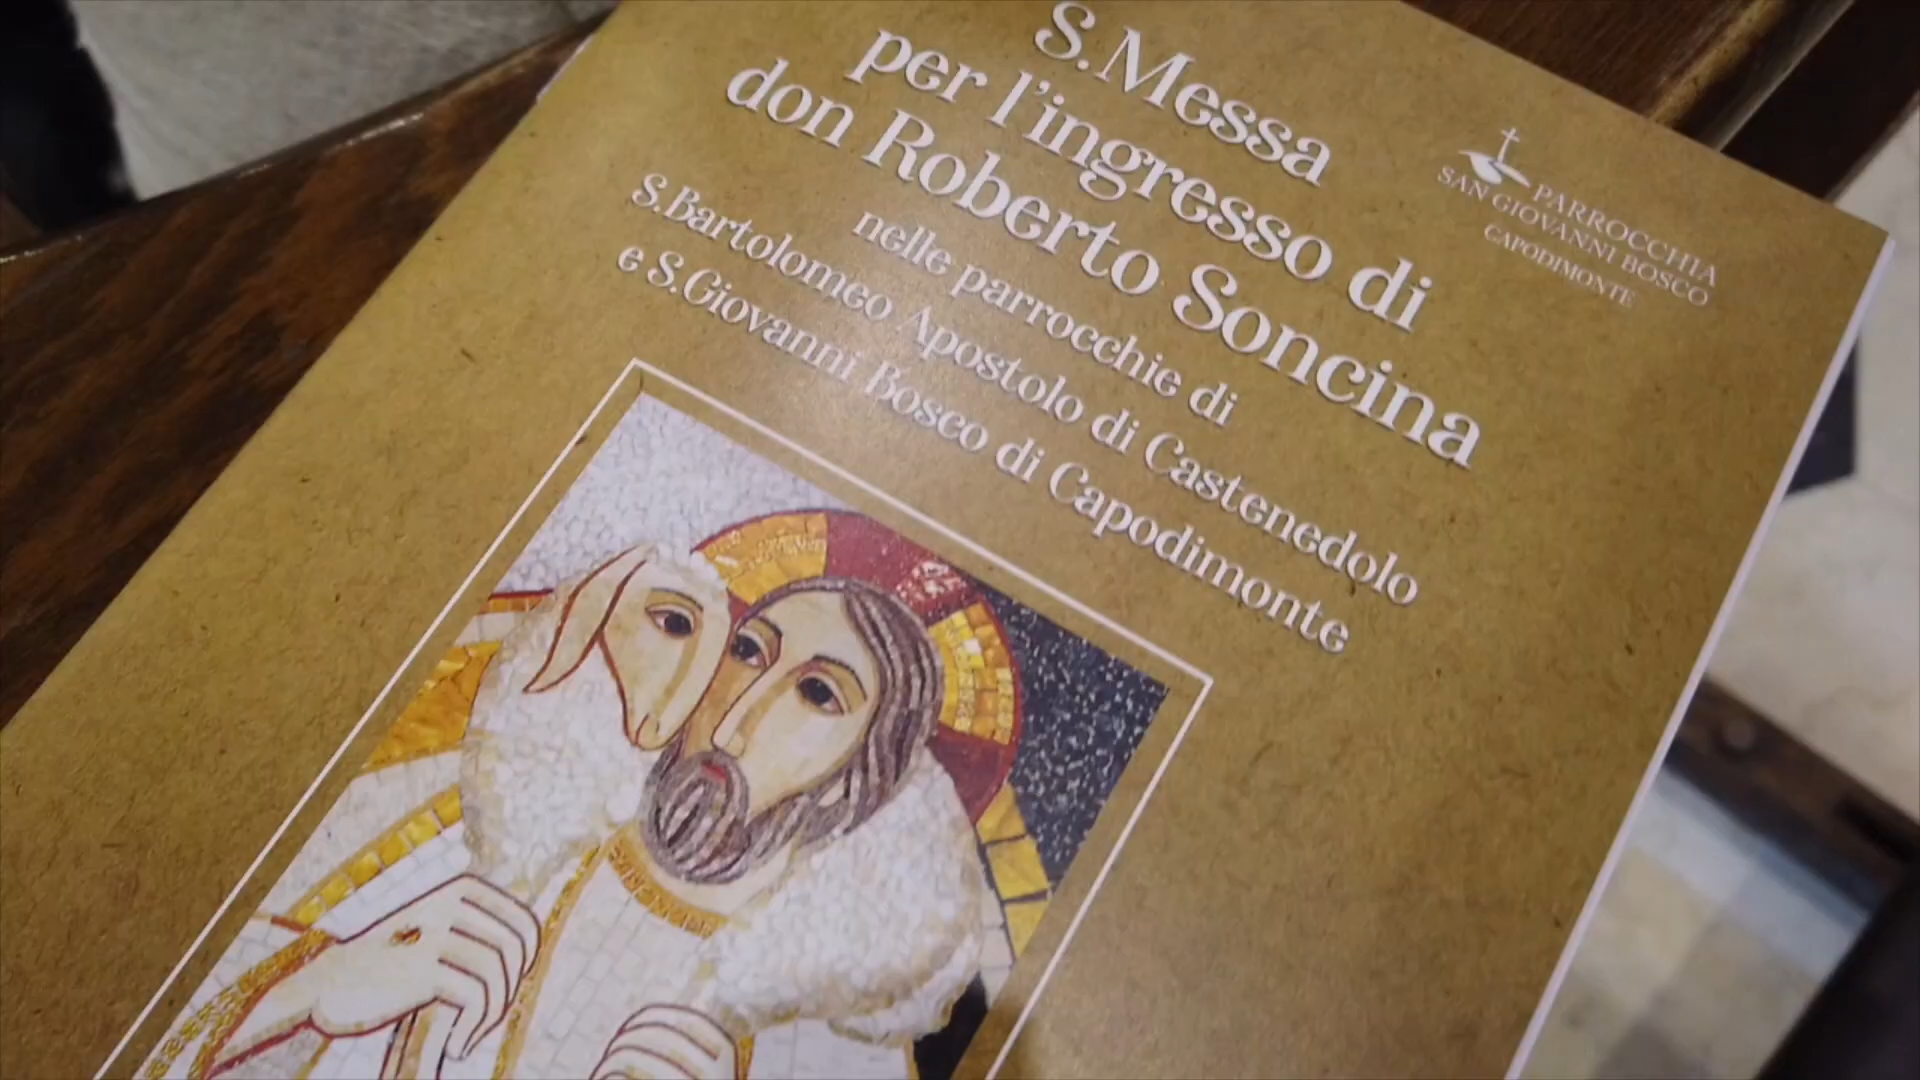 S. Messa
per l'ingresso di
don Roberto Soncina
nelle parrocchie di
S. Bartolomeo Apostolo di Castenedolo
e S. Giovanni Bosco di Capodimonte
PARROCCHIA
SAN GIOVANNI BOSCO
CAPODIMONTE